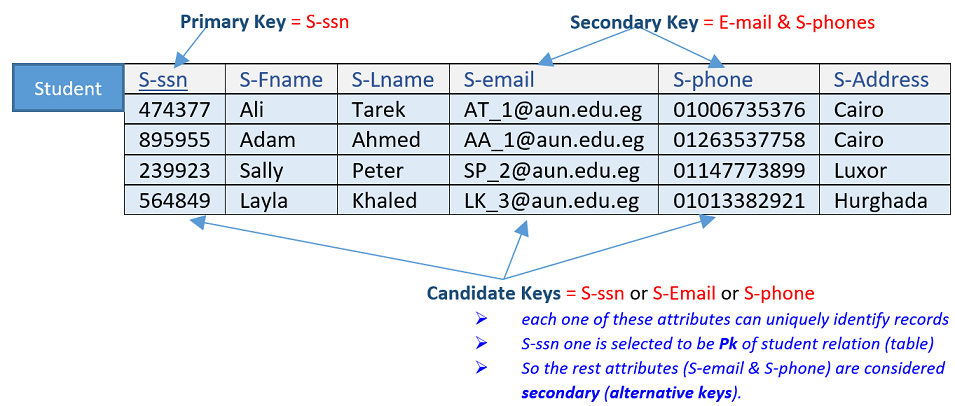 Primary Key = S-ssn
Secondary Key = E-mail & S-phones
Student
S-ssn S-Fname S-Lname S-email S-phone S-Address
474377 Ali Tarek AT_1@aun.edu.eg 01006735376 Cairo
895955 Adam Ahmed AA_1@aun.edu.eg 01263537758 Cairo
239923 Sally Peter SP_2@aun.edu.eg 01147773899 Luxor
564849 Layla Khaled LK_3@aun.edu.eg 01013382921 Hurghada
Candidate Keys = S-ssn or S-Email or S-phone
➢ each one of these attributes can uniquely identify records
➢ S-ssn one is selected to be Pk of student relation (table)
➢ So the rest attributes (S-email & S-phone) are considered
secondary (alternative keys).